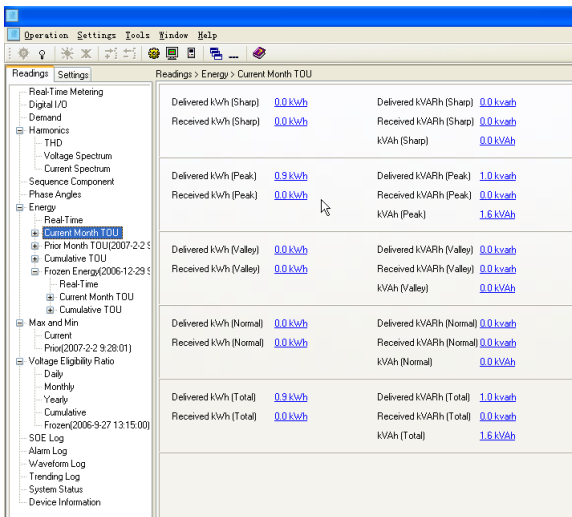 Operation Settings Tools Window Help
Readings Settings
Readings > Energy > Current Month TOU
Real-Time Metering
Digital I/O
Demand
Harmonics
THD
Voltage Spectrum
Current Spectrum
Sequence Component
Phase Angles
Energy
Real-Time
Current Month TOU
Prior Month TOU(2007-2-2 9
Cumulative TOU
Frozen Energy(2006-12-29 9
Real-Time
Current Month TOU
Cumulative TOU
Max and Min
Current
Prior(2007-2-2 9:28:01)
Voltage Eligibility Ratio
Daily
Monthly
Yearly
Cumulative
Frozen(2006-9-27 13:15:00)
SOE Log
Alarm Log
Waveform Log
Trending Log
System Status
Device Information
Delivered kWh (Sharp) 0.0 kWh Delivered kVARh (Sharp) 0.0 kvarh
Received kWh (Sharp) 0.0 kWh Received kVARh (Sharp) 0.0 kvarh
kVAh (Sharp) 0.0 kVAh
Delivered kWh (Peak) 0.9 kWh Delivered kVARh (Peak) 1.0 kvarh
Received kWh (Peak) 0.0 kWh Received kVARh (Peak) 0.0 kvarh
kVAh (Peak) 1.6 kVAh
Delivered kWh (Valley) 0.0 kWh Delivered kVARh (Valley) 0.0 kvarh
Received kWh (Valley) 0.0 kWh Received kVARh (Valley) 0.0 kvarh
kVAh (Valley) 0.0 kVAh
Delivered kWh (Normal) 0.0 kWh Delivered kVARh (Normal) 0.0 kvarh
Received kWh (Normal) 0.0 kWh Received kVARh (Normal) 0.0 kvarh
kVAh (Normal) 0.0 kVAh
Delivered kWh (Total) 0.9 kWh Delivered kVARh (Total) 1.0 kvarh
Received kWh (Total) 0.0 kWh Received kVARh (Total) 0.0 kvarh
kVAh (Total) 1.6 kVAh